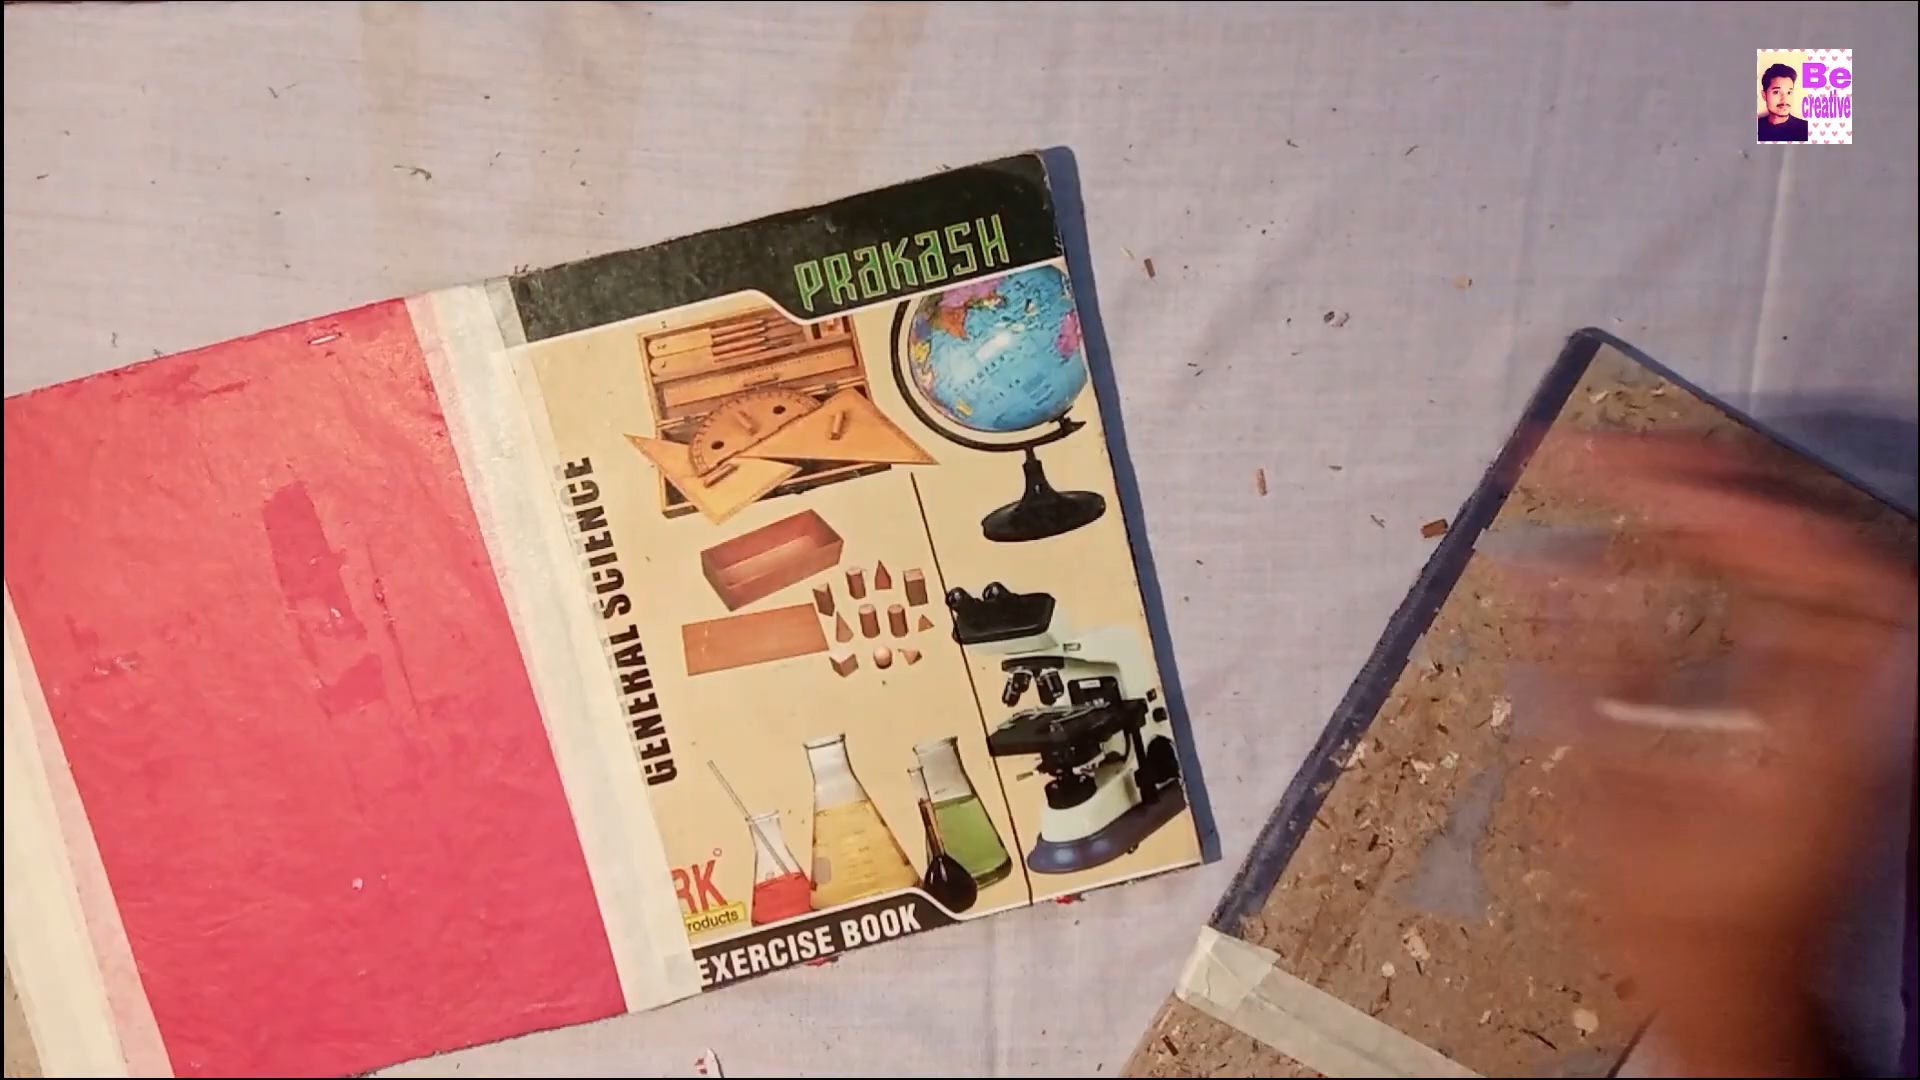 Be
creative
PRaKaSH
GENERAL SCIENCE
RK
roducts
EXERCISE BOOK